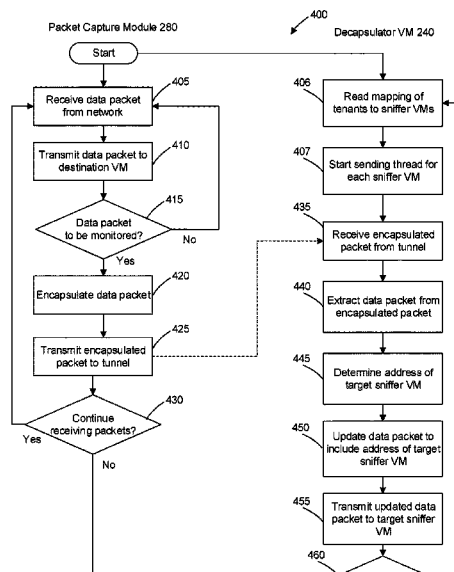 400
Packet Capture Module 280
Decapsulator VM 240
Start
405
Receive data packet
from network
410
Transmit data packet to
destination VM
415
Data packet
to be monitored?
No
Yes
420
Encapsulate data packet
425
Transmit encapsulated
packet to tunnel
430
Continue
receiving packets?
Yes
No
406
Read mapping of
tenants to sniffer VMs
407
Start sending thread for
each sniffer VM
435
Receive encapsulated
packet from tunnel
440
Extract data packet from
encapsulated packet
445
Determine address of
target sniffer VM
450
Update data packet to
include address of target
sniffer VM
455
Transmit updated data
packet to target sniffer
VM
460